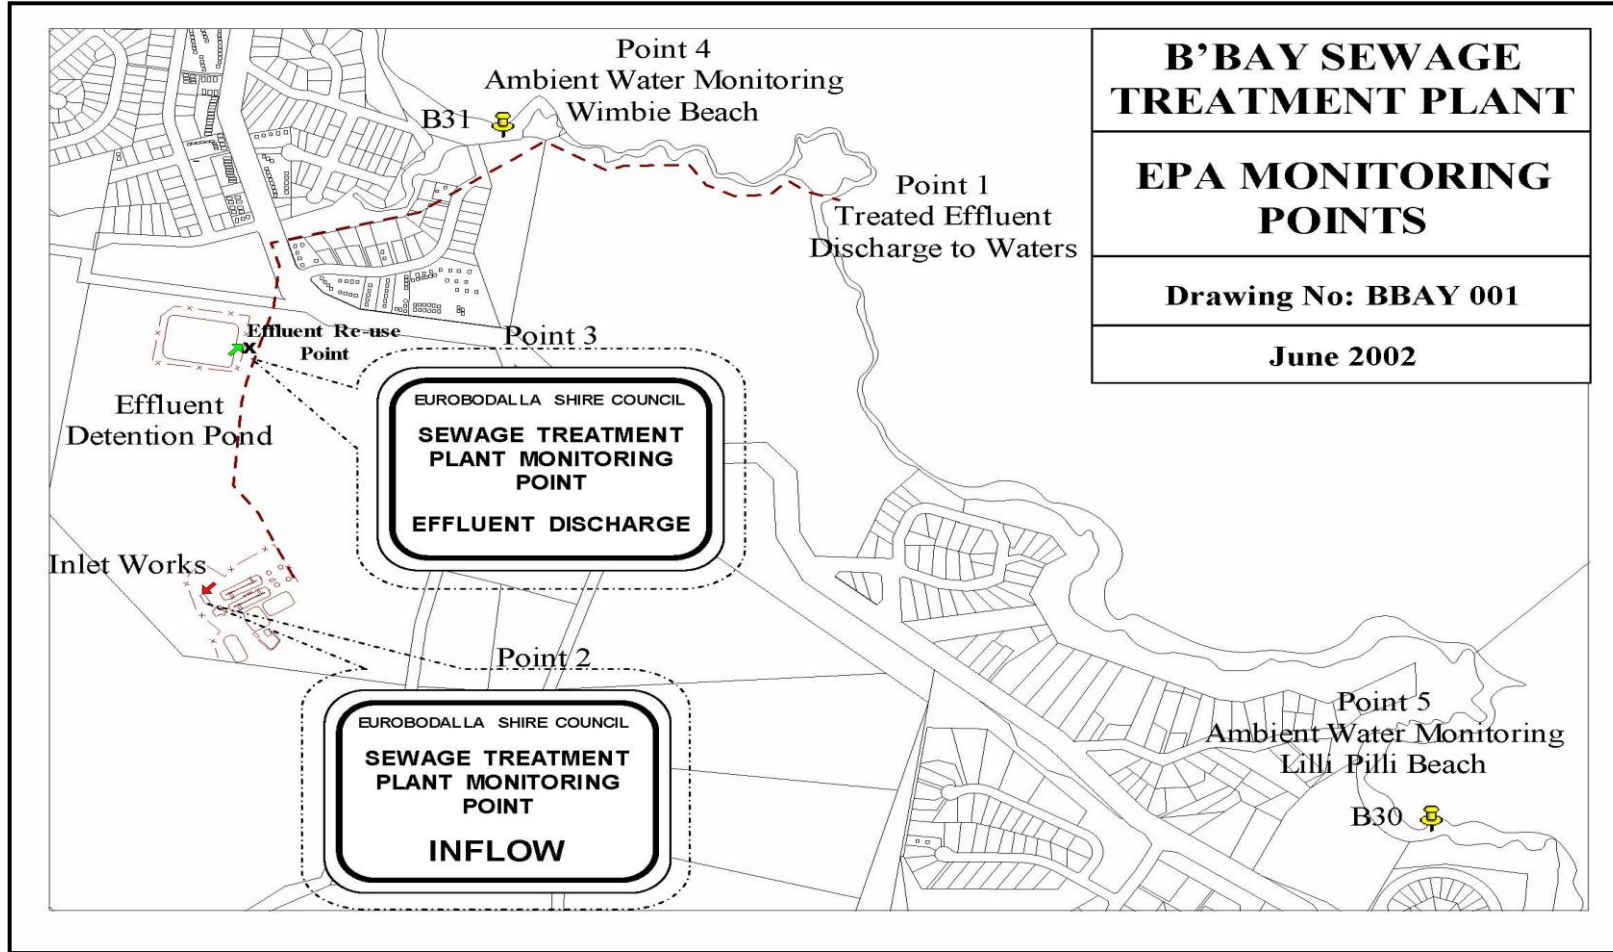 Point 4
Ambient Water Monitoring
Wimbie Beach
B31
B'BAY SEWAGE
TREATMENT PLANT
EPA MONITORING
POINTS
Drawing No: BBAY 001
June 2002
Point 1
Treated Effluent
Discharge to Waters
Effluent Re-use
Point
X
Point 3
Effluent
Detention Pond
EUROBODALLA SHIRE COUNCIL
SEWAGE TREATMENT
PLANT MONITORING
POINT
EFFLUENT DISCHARGE
Inlet Works
Point 2
EUROBODALLA SHIRE COUNCIL
SEWAGE TREATMENT
PLANT MONITORING
POINT
INFLOW
Point 5
Ambient Water Monitoring
Lilli Pilli Beach
B30